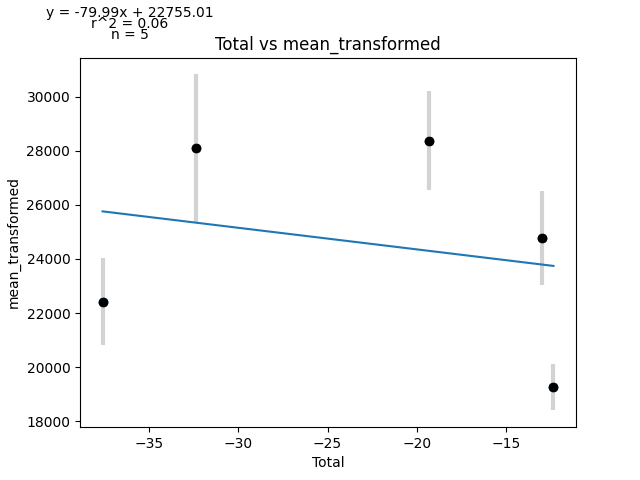 y = -79.99x + 22755.01
r^2 = 0.06
n = 5
Total vs mean_transformed
30000
28000
26000
24000
22000
20000
18000
mean_transformed
−35
−30
−25
−20
−15
Total